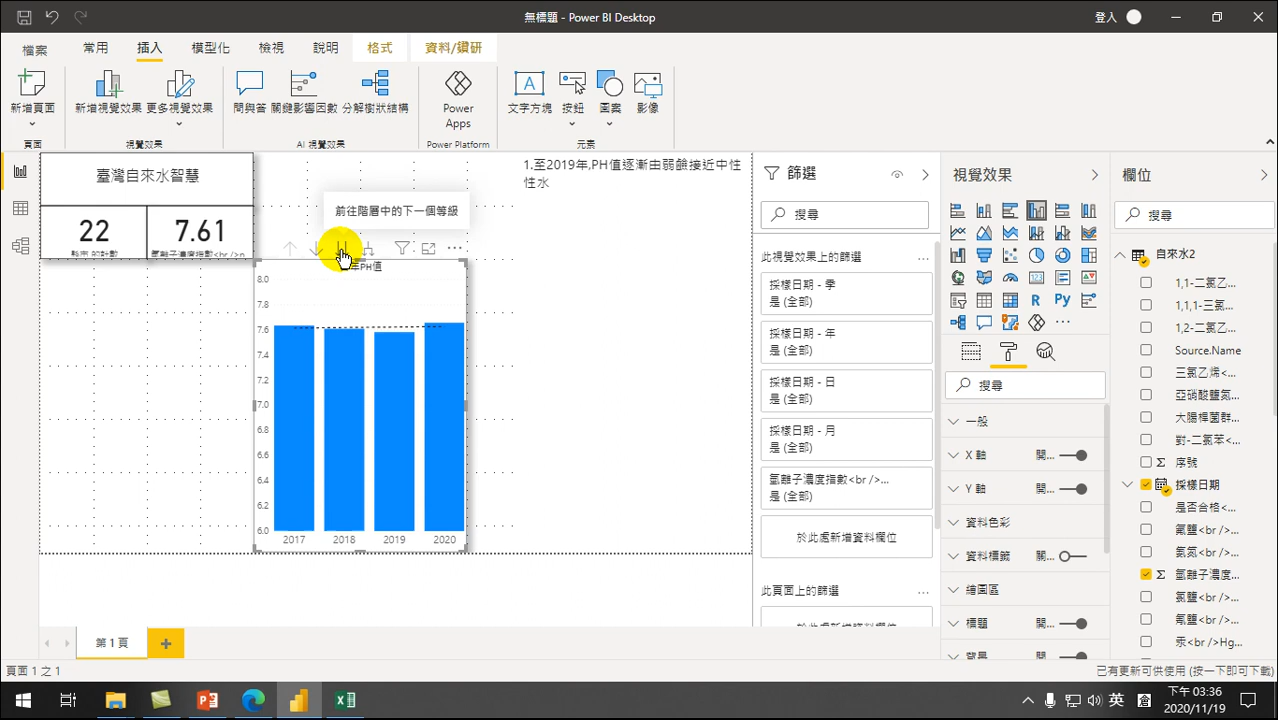 無標題 - Power BI Desktop
登入
檔案
常用
插入
模型化
檢視
說明
格式
資料/鑽研
新增頁面
新增視覺效果
更多視覺效果
問與答
關鍵影響因數
分解樹狀結構
Power Apps
文字方塊
按鈕
圖案
影像
頁面
視覺效果
AI 視覺效果
Power Platform
元素
臺灣自來水智慧
22
7.61
氫離子濃度指數<br />p
1.至2019年,PH值逐漸由弱鹼接近中性
性水
前往階層中的下一個等級
年PH值
8.0
7.8
7.6
7.4
7.2
7.0
6.8
6.6
6.4
6.2
6.0
2017
2018
2019
2020
篩選
搜尋
此視覺效果上的篩選
...
採樣日期 - 季
是 (全部)
採樣日期 - 年
是 (全部)
採樣日期 - 日
是 (全部)
採樣日期 - 月
是 (全部)
氫離子濃度指數<br />...
是 (全部)
於此處新增資料欄位
此頁面上的篩選
...
視覺效果
R
Py
123
搜尋
一般
X 軸
開...
Y 軸
開...
資料色彩
資料標籤
關...
繪圖區
標題
開...
背景
開...
欄位
搜尋
自來水2
1,1-二氯乙...
1,1,1-三氯...
1,2-二氯乙...
Source.Name
三氯乙烯<...
亞硝酸鹽氮...
大腸桿菌群...
對-二氯苯<...
序號
採樣日期
是否合格<...
氟鹽<br />...
氨氮<br />...
氫離子濃度...
氯鹽<br />...
氰鹽<br />...
汞<br />Hg...
第 1 頁
頁面 1 之 1
已有更新可供使用 (按一下即可下載)
英
下午 03:36
2020/11/19